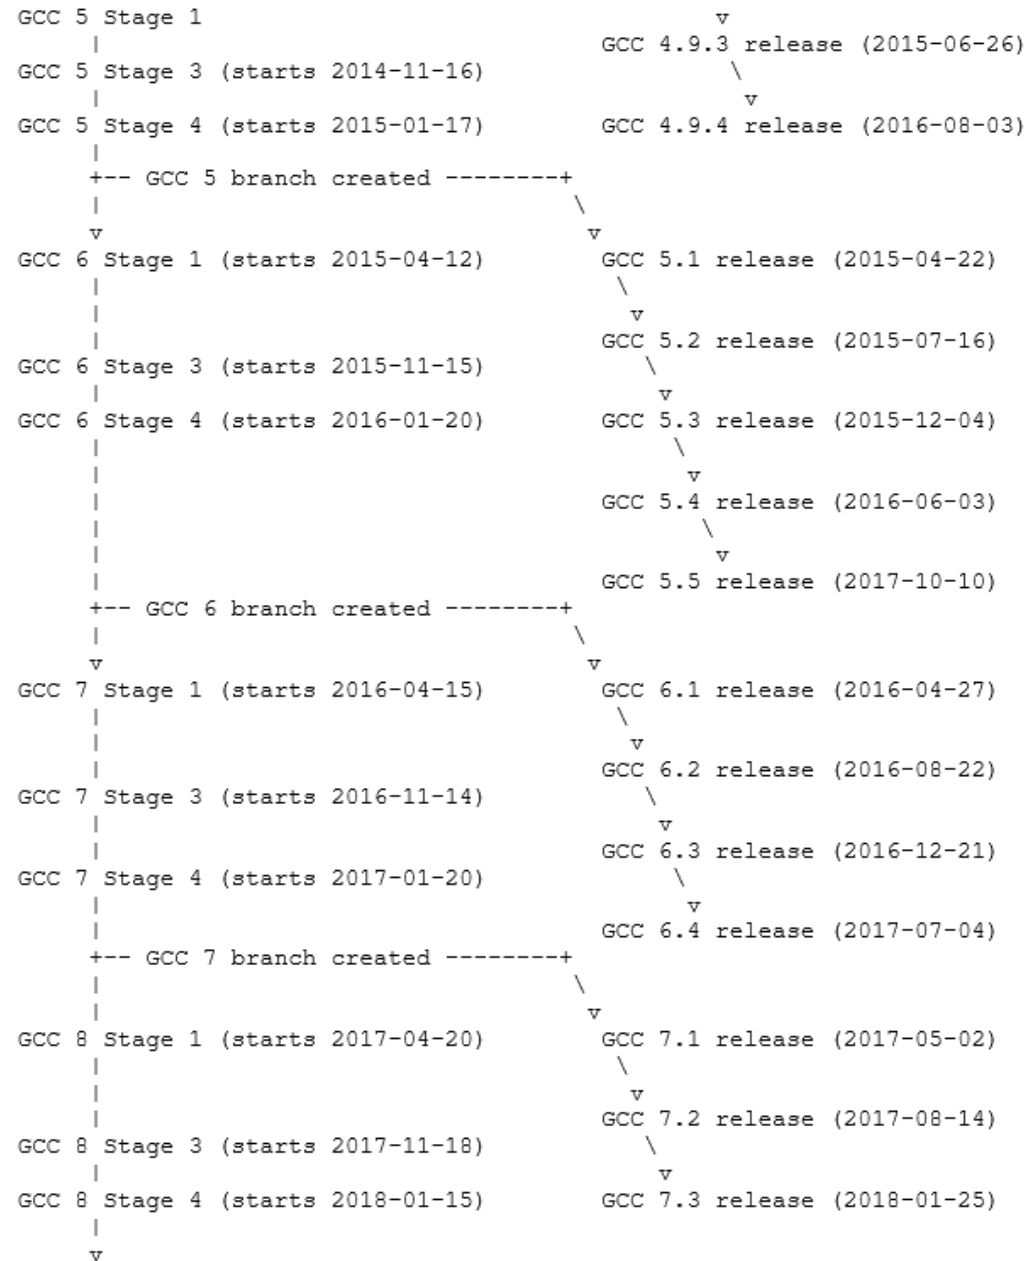 GCC 5 Stage 1                                    v
     |                                   GCC 4.9.3 release (2015-06-26)
GCC 5 Stage 3 (starts 2014-11-16)                 \
     |                                             v
GCC 5 Stage 4 (starts 2015-01-17)        GCC 4.9.4 release (2016-08-03)
     |
     +-- GCC 5 branch created --------+
     |                                 \
     v                                  v
GCC 6 Stage 1 (starts 2015-04-12)        GCC 5.1 release (2015-04-22)
     |                                    \
     |                                     v
     |                                   GCC 5.2 release (2015-07-16)
GCC 6 Stage 3 (starts 2015-11-15)           \
     |                                       v
GCC 6 Stage 4 (starts 2016-01-20)        GCC 5.3 release (2015-12-04)
     |                                        \
     |                                         v
     |                                   GCC 5.4 release (2016-06-03)
     |                                          \
     |                                           v
     |                                   GCC 5.5 release (2017-10-10)
     +-- GCC 6 branch created --------+
     |                                 \
     v                                  v
GCC 7 Stage 1 (starts 2016-04-15)        GCC 6.1 release (2016-04-27)
     |                                    \
     |                                     v
     |                                   GCC 6.2 release (2016-08-22)
GCC 7 Stage 3 (starts 2016-11-14)           \
     |                                       v
     |                                   GCC 6.3 release (2016-12-21)
GCC 7 Stage 4 (starts 2017-01-20)             \
     |                                         v
     |                                   GCC 6.4 release (2017-07-04)
     +-- GCC 7 branch created --------+
     |                                 \
     |                                  v
GCC 8 Stage 1 (starts 2017-04-20)        GCC 7.1 release (2017-05-02)
     |                                    \
     |                                     v
     |                                   GCC 7.2 release (2017-08-14)
GCC 8 Stage 3 (starts 2017-11-18)           \
     |                                       v
GCC 8 Stage 4 (starts 2018-01-15)        GCC 7.3 release (2018-01-25)
     |
     v